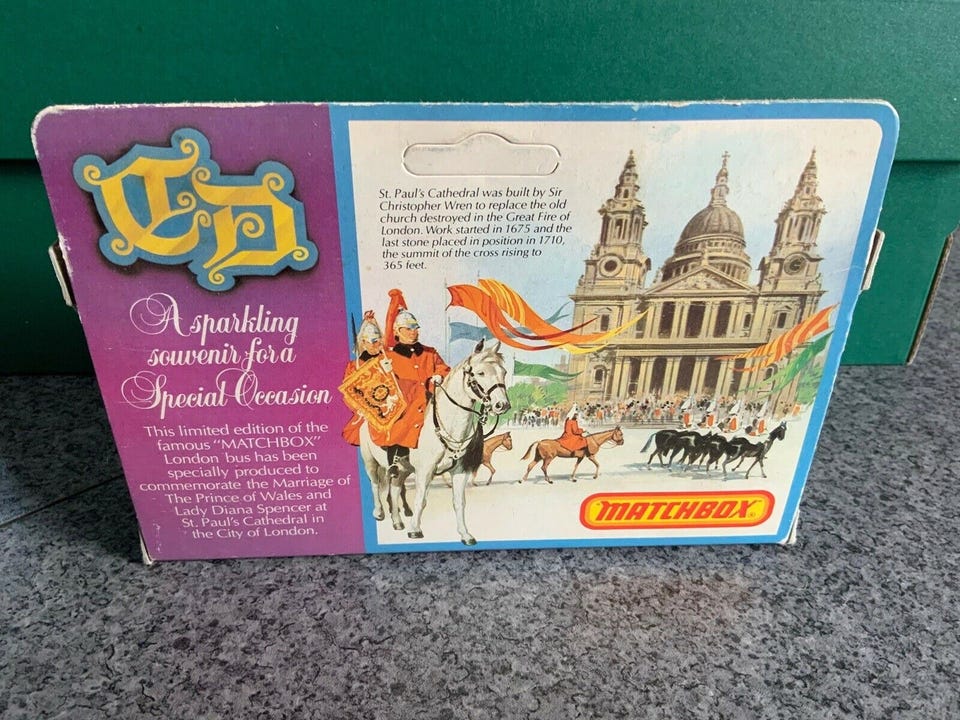 CD
A sparkling
souvenir for a
Special Occasion
This limited edition of the
famous "MATCHBOX"
London bus has been
specially produced to
commemorate the Marriage of
The Prince of Wales and
Lady Diana Spencer at
St. Paul's Cathedral in
the City of London.
St. Paul's Cathedral was built by Sir
Christopher Wren to replace the old
church destroyed in the Great Fire of
London. Work started in 1675 and the
last stone placed in position in 1710,
the summit of the cross rising to
365 feet.
MATCHBOX®